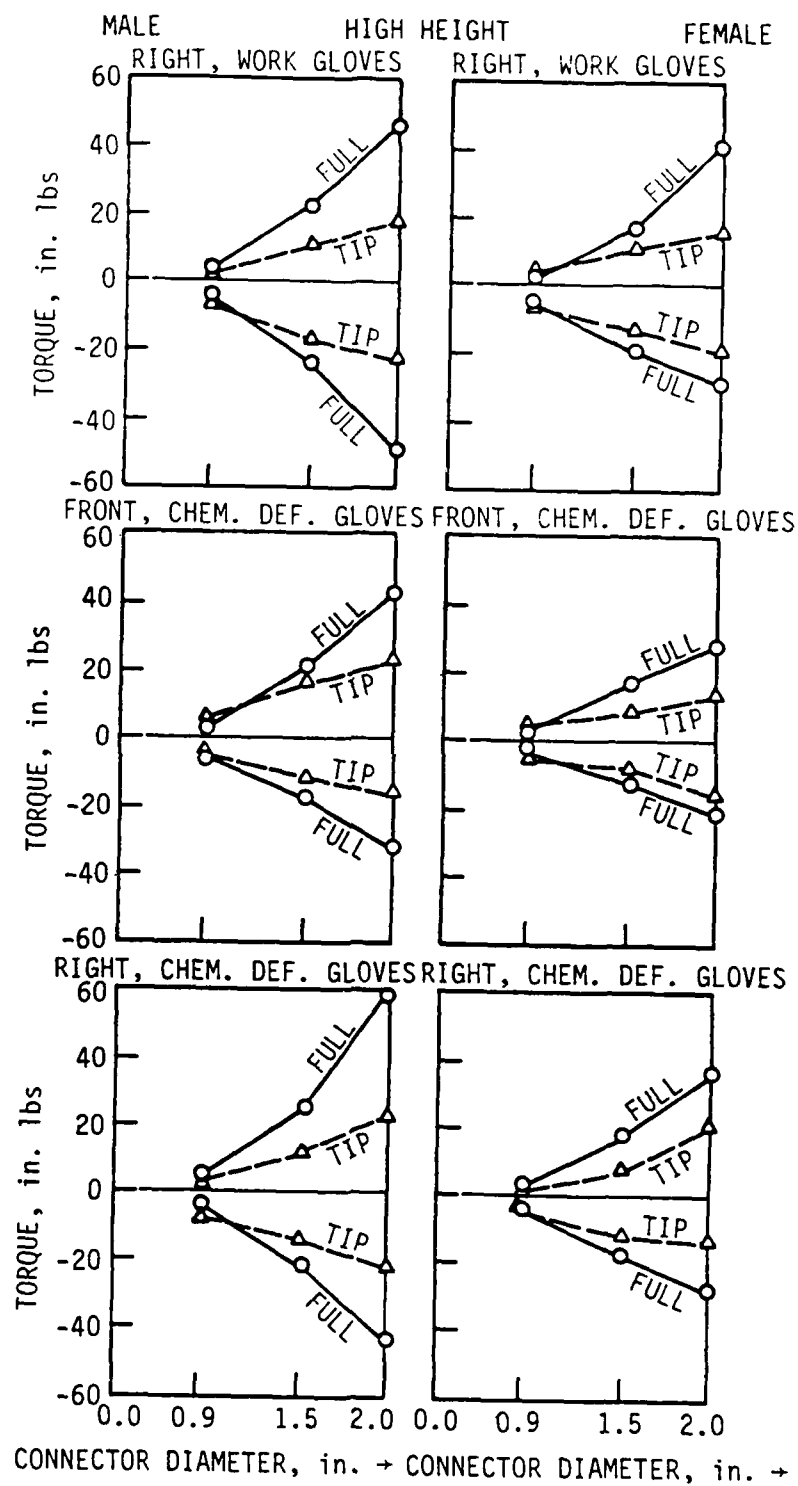 MALE HIGH HEIGHT FEMALE
RIGHT, WORK GLOVES RIGHT, WORK GLOVES
60
40
20
0
-20
-40
-60
TORQUE, in. lbs
FULL
TIP
TIP
FULL
FULL
TIP
TIP
FULL
FRONT, CHEM. DEF. GLOVES FRONT, CHEM. DEF. GLOVES
60
40
20
0
-20
-40
-60
TORQUE, in. lbs
FULL
TIP
TIP
FULL
FULL
TIP
TIP
FULL
RIGHT, CHEM. DEF. GLOVES RIGHT, CHEM. DEF. GLOVES
60
40
20
0
-20
-40
-60
TORQUE, in. lbs
FULL
TIP
TIP
FULL
FULL
TIP
TIP
FULL
0.0 0.9 1.5 2.0 0.0 0.9 1.5 2.0
CONNECTOR DIAMETER, in. → CONNECTOR DIAMETER, in. →